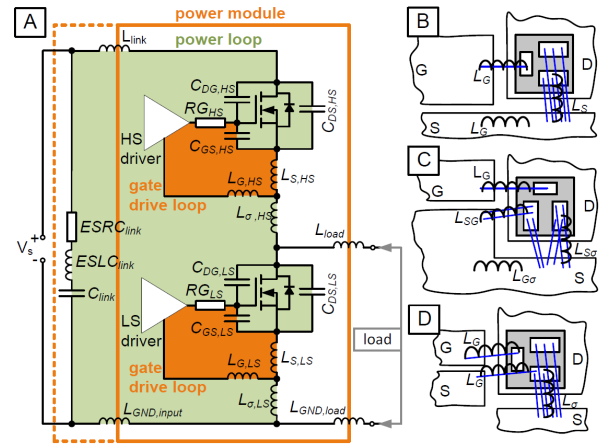 A
power module
L_link
power loop
C_DG,HS
RG_HS
C_DS,HS
HS
driver
C_GS,HS
gate
drive loop
L_G,HS
L_S,HS
L_σ,HS
V_s
+
-
ESRC_link
ESLC_link
C_link
L_load
C_DG,LS
RG_LS
C_DS,LS
LS
driver
C_GS,LS
gate
drive loop
L_G,LS
L_S,LS
load
L_σ,LS
L_GND,input
L_GND,load
B
G
L_G
D
L_S
L_G
S
C
L_G
G
D
L_SG
L_Sσ
L_Gσ
S
D
L_G
G
D
L_G
S
L_σ
S